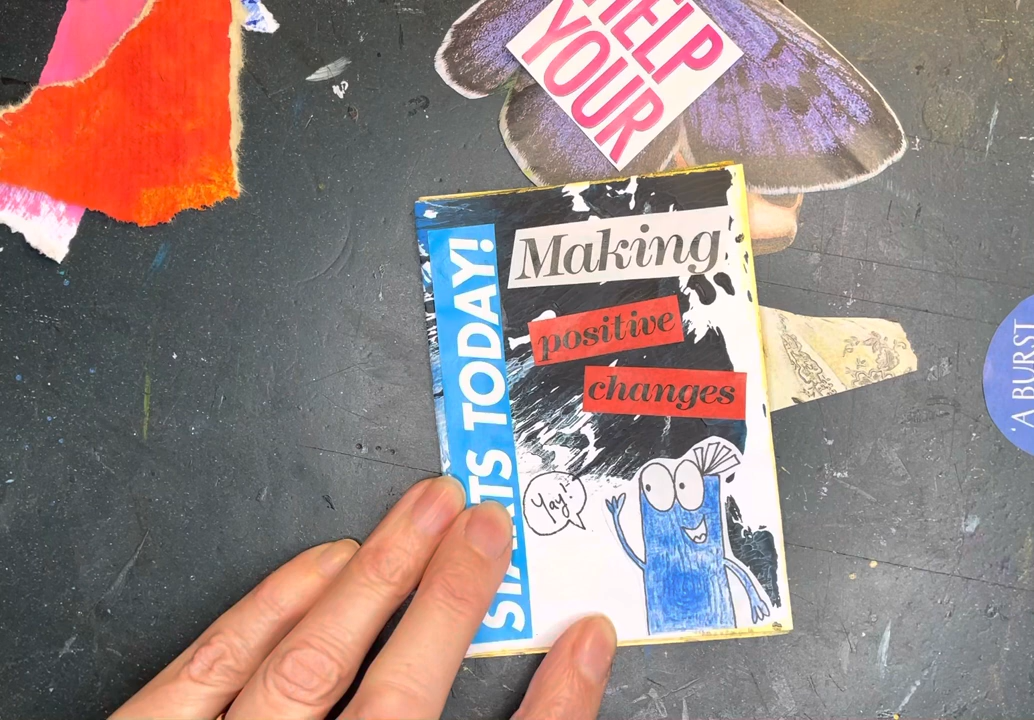 HELP
YOUR
STARTS TODAY!
Making
positive
changes
Yay!
A BURST